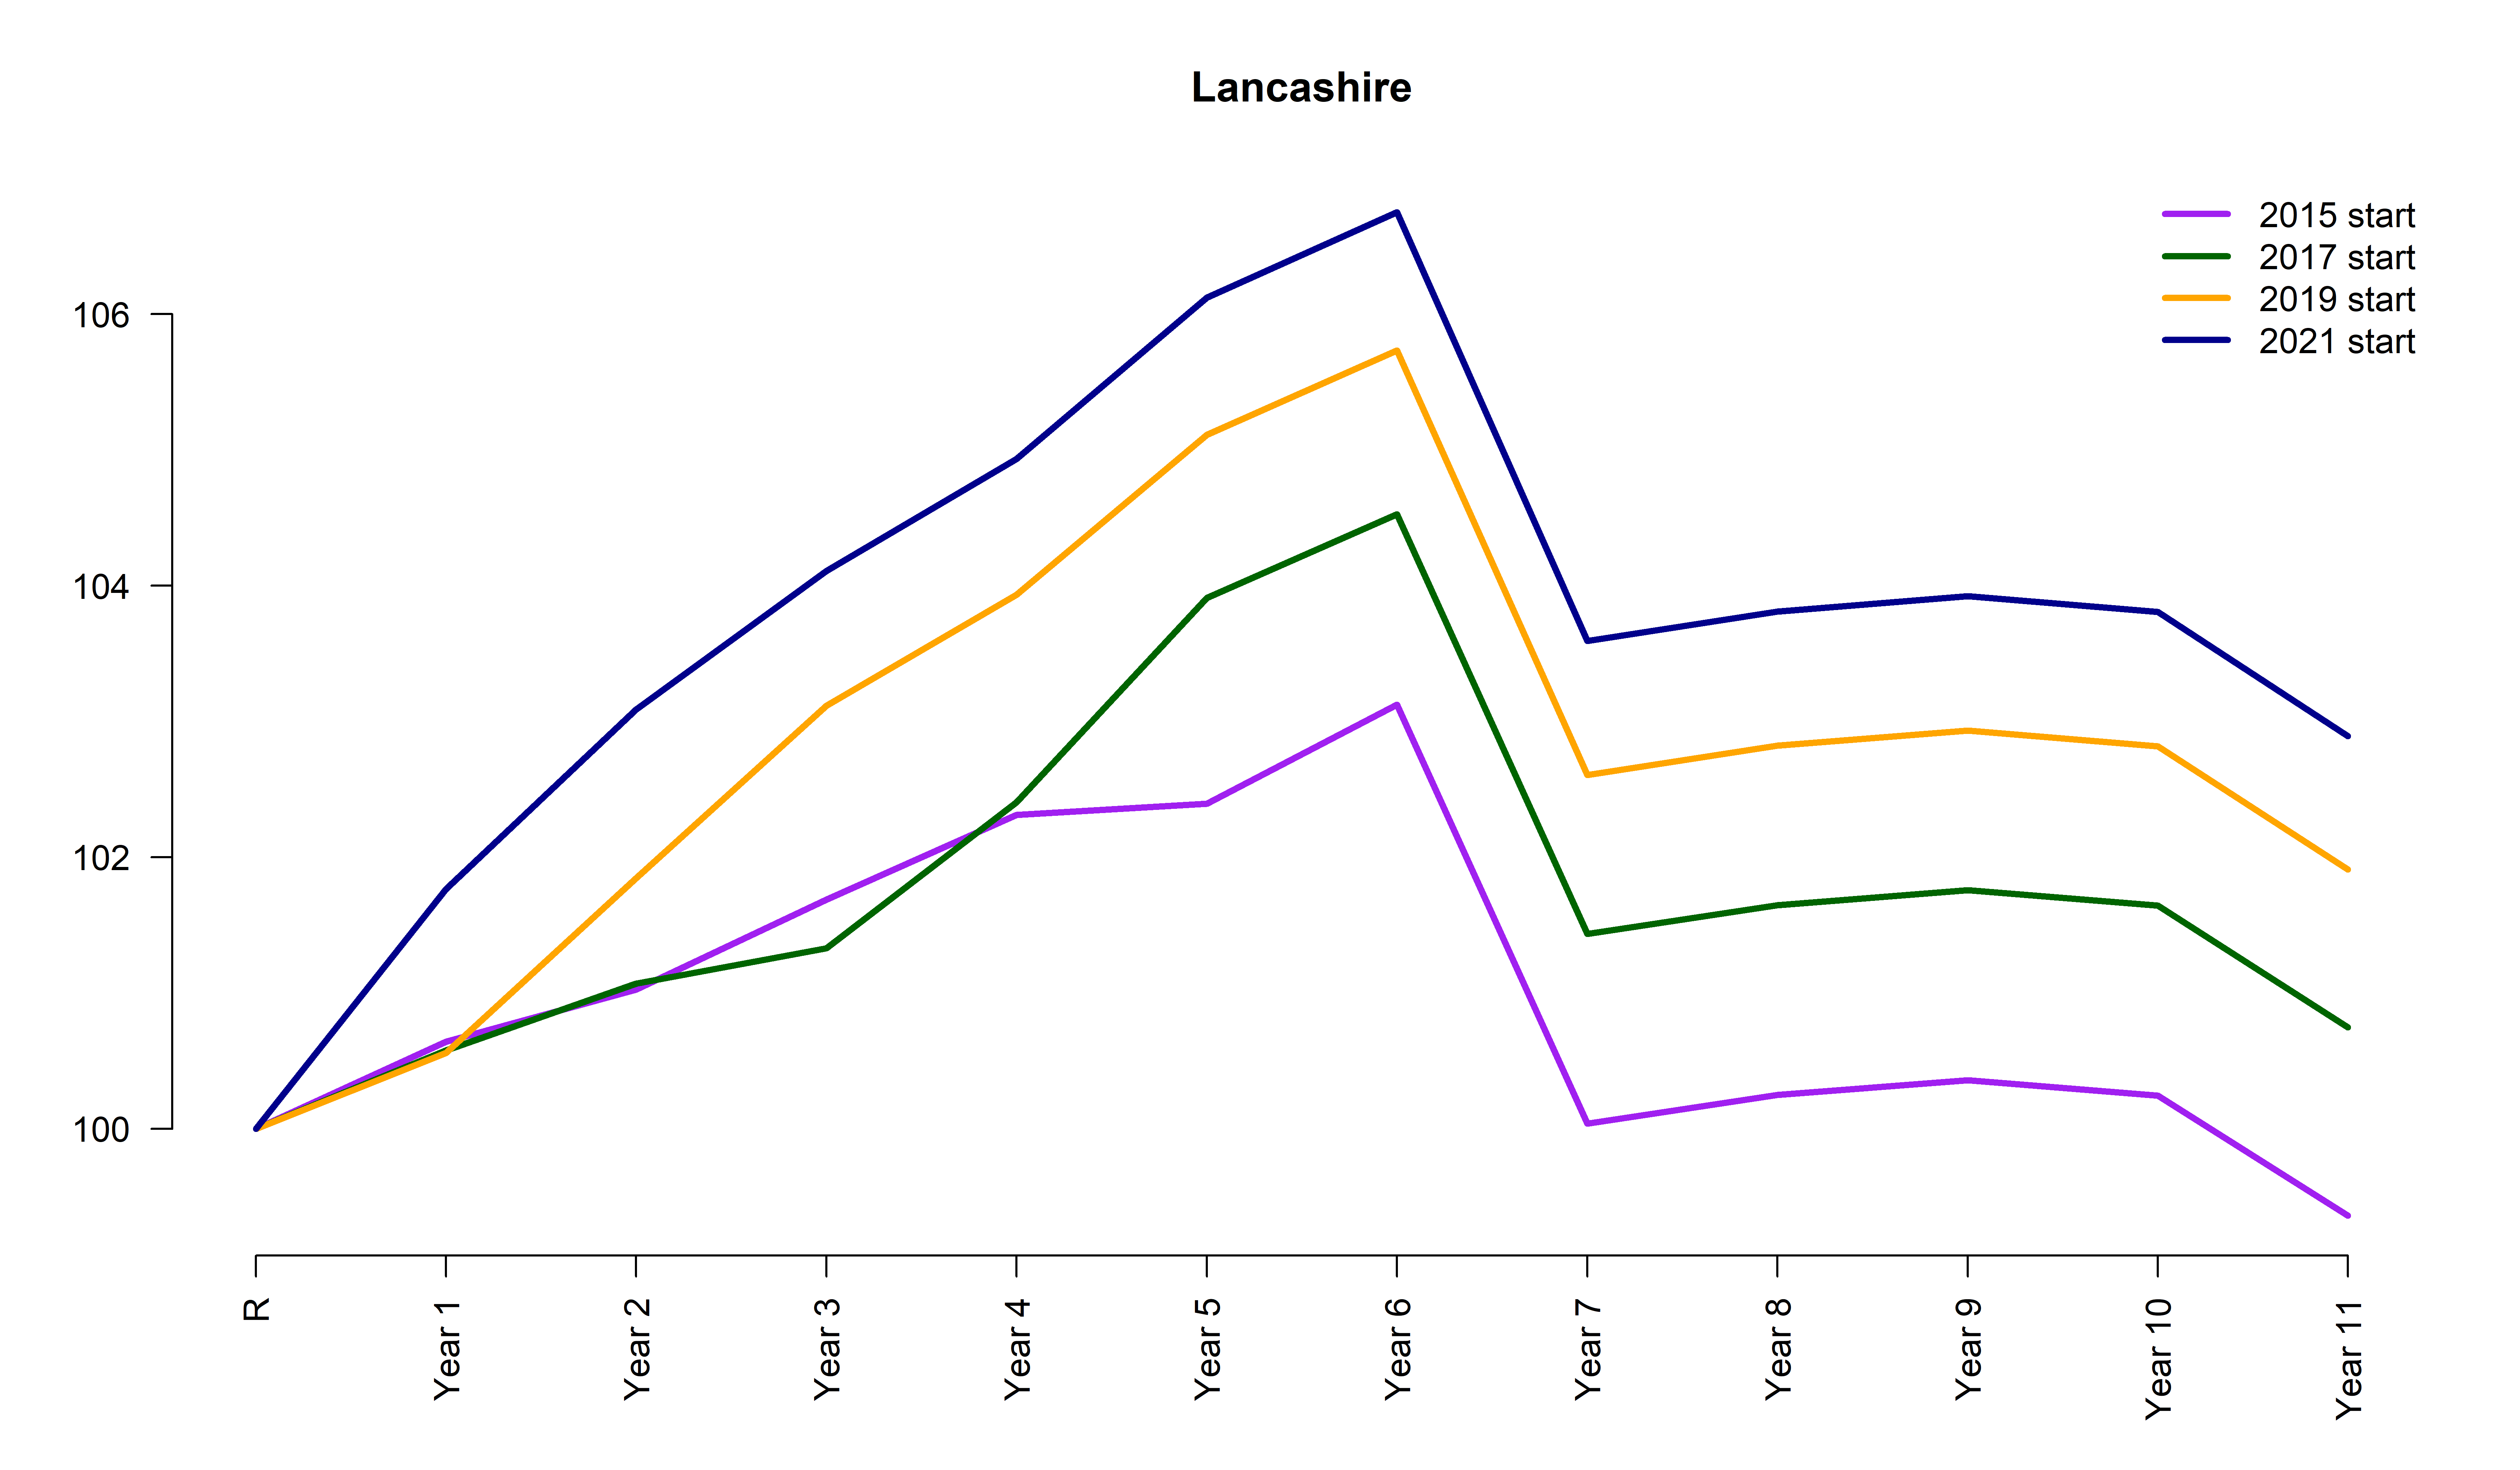 Lancashire
2015 start
2017 start
2019 start
2021 start
106
104
102
100
R
Year 1
Year 2
Year 3
Year 4
Year 5
Year 6
Year 7
Year 8
Year 9
Year 10
Year 11